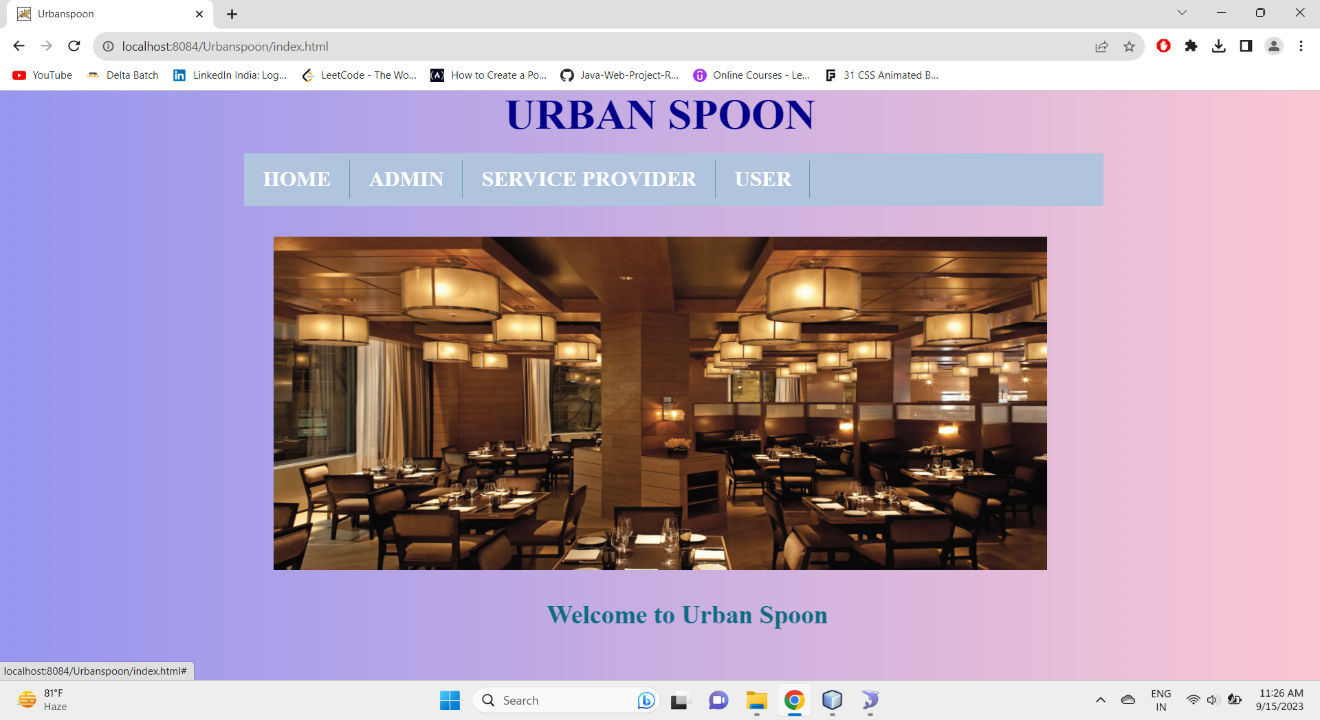 Urbanspoon
localhost:8084/Urbanspoon/index.html
YouTube Delta Batch LinkedIn India: Log... LeetCode - The Wo... How to Create a Po... Java-Web-Project-R... Online Courses - Le... 31 CSS Animated B...
URBAN SPOON
HOME ADMIN SERVICE PROVIDER USER
Welcome to Urban Spoon
localhost:8084/Urbanspoon/index.html#
81°F
Haze
Search
ENG
IN
11:26 AM
9/15/2023